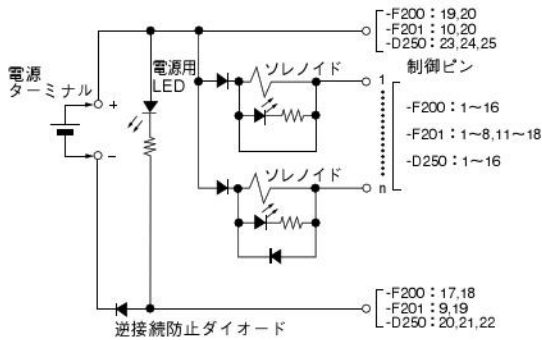 -F200：19,20
-F201：10,20
-D250：23,24,25
電源
ターミナル
+
−
電源用
LED
ソレノイド
制御ピン
1
-F200：1~16
-F201：1~8,11~18
-D250：1~16
ソレノイド
n
-F200：17,18
-F201：9,19
-D250：20,21,22
逆接続防止ダイオード